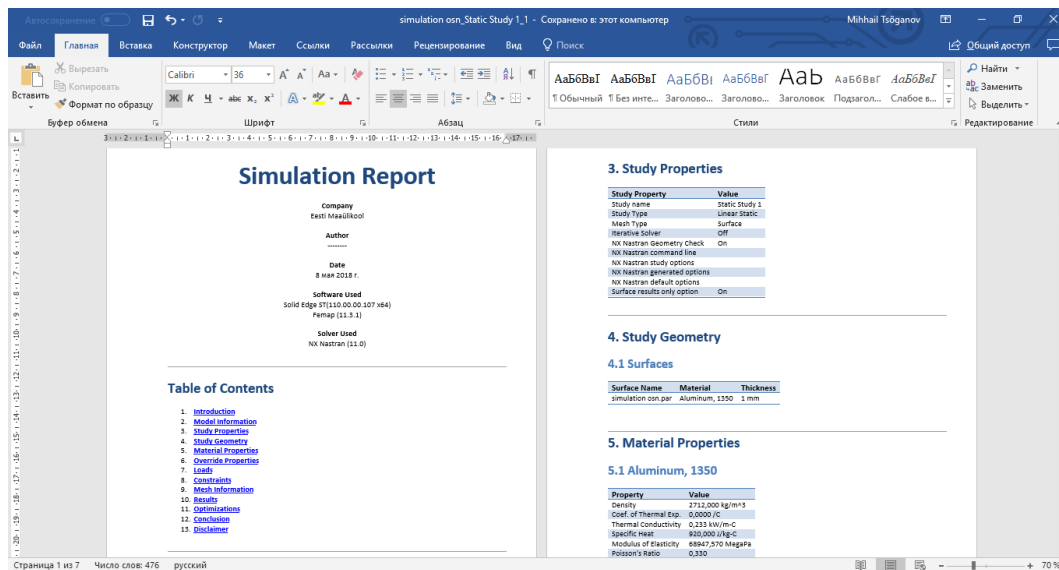 Автосохранение
simulation osn_Static Study 1_1 - Сохранено в: этот компьютер
Mihhail Tsõganov
Файл Главная Вставка Конструктор Макет Ссылки Рассылки Рецензирование Вид Поиск Общий доступ
Вставить
Вырезать
Копировать
Формат по образцу
Буфер обмена
Calibri 36
Ж К Ч abc x₂ x²
Шрифт
Абзац
АаБбВвІ АаБбВвІ АаБбВі АаБбВвГ АаЬ АаБбВвГ АаБбВвІ
¶ Обычный ¶ Без инте... Заголово... Заголово... Заголовок Подзагол... Слабое в...
Стили
Найти
Заменить
Выделить
Редактирование
Simulation Report
Company
Eesti Maaülikool
Author
--------
Date
8 мая 2018 г.
Software Used
Solid Edge ST(110.00.00.107 x64)
Femap (11.3.1)
Solver Used
NX Nastran (11.0)
Table of Contents
1. Introduction
2. Model Information
3. Study Properties
4. Study Geometry
5. Material Properties
6. Override Properties
7. Loads
8. Constraints
9. Mesh Information
10. Results
11. Optimizations
12. Conclusion
13. Disclaimer
3. Study Properties
Study Property Value
Study name Static Study 1
Study Type Linear Static
Mesh Type Surface
Iterative Solver Off
NX Nastran Geometry Check On
NX Nastran command line
NX Nastran study options
NX Nastran generated options
NX Nastran default options
Surface results only option On
4. Study Geometry
4.1 Surfaces
Surface Name Material Thickness
simulation osn.par Aluminum, 1350 1 mm
5. Material Properties
5.1 Aluminum, 1350
Property Value
Density 2712,000 kg/m^3
Coef. of Thermal Exp. 0,0000 /C
Thermal Conductivity 0,233 kW/m-C
Specific Heat 920,000 J/kg-C
Modulus of Elasticity 68947,570 MegaPa
Poisson's Ratio 0,330
Страница 1 из 7 Число слов: 476 русский
70 %